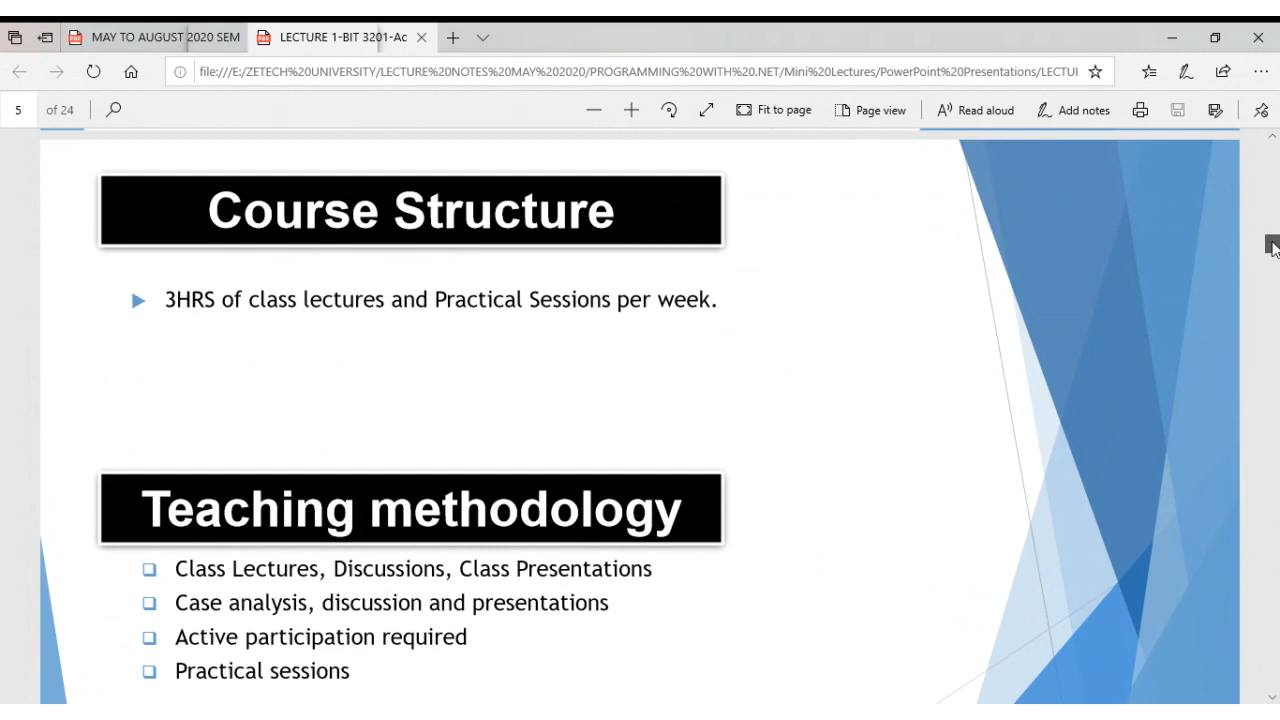 MAY TO AUGUST 2020 SEM
LECTURE 1-BIT 3201-Ac
file:///E:/ZETECH%20UNIVERSITY/LECTURE%20NOTES%20MAY%202020/PROGRAMMING%20WITH%20.NET/Mini%20Lectures/PowerPoint%20Presentations/LECTUI
5 of 24
Fit to page
Page view
Read aloud
Add notes
Course Structure
3HRS of class lectures and Practical Sessions per week.
Teaching methodology
Class Lectures, Discussions, Class Presentations
Case analysis, discussion and presentations
Active participation required
Practical sessions